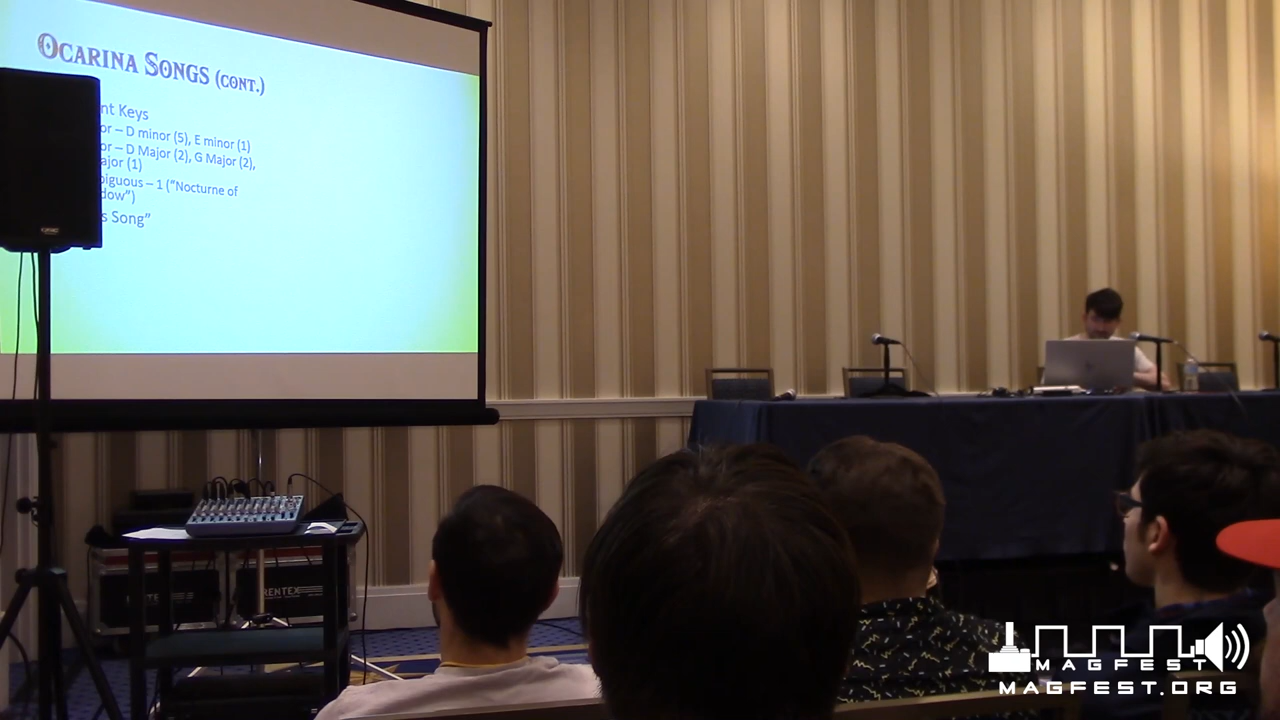 OCARINA SONGS (CONT.)
nt Keys
or – D minor (5), E minor (1)
or – D Major (2), G Major (2),
ajor (1)
biguous – 1 ("Nocturne of
dow")
s Song"
RENTEX
MAGFEST
MAGFEST.ORG